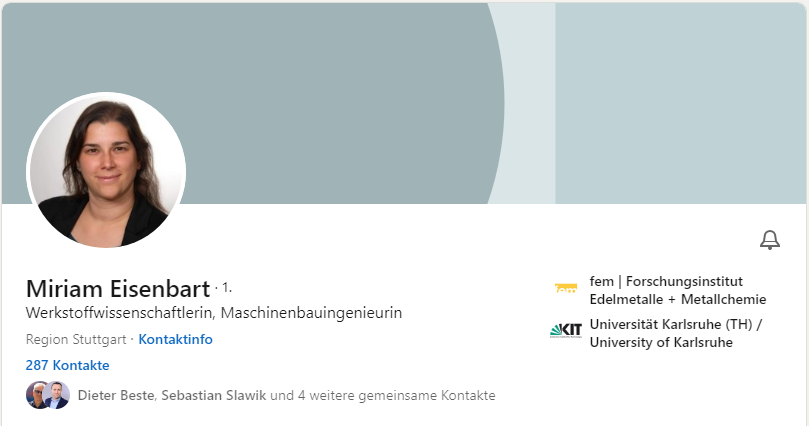 Miriam Eisenbart · 1.
Werkstoffwissenschaftlerin, Maschinenbauingenieurin
Region Stuttgart · Kontaktinfo
287 Kontakte
Dieter Beste, Sebastian Slawik und 4 weitere gemeinsame Kontakte
fem
fem | Forschungsinstitut
Edelmetalle + Metallchemie
KIT
Universität Karlsruhe (TH) /
University of Karlsruhe